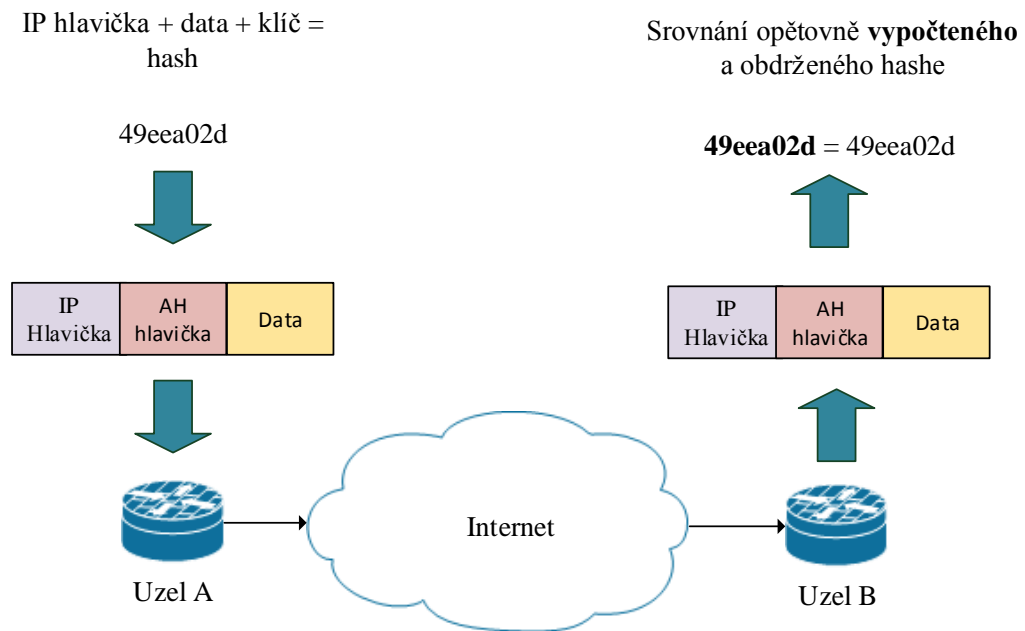 IP hlavička + data + klíč =
hash
49eea02d
IP
Hlavička
AH
hlavička
Data
Uzel A
Internet
Srovnání opětovně vypočteného
a obdrženého hashe
49eea02d = 49eea02d
IP
Hlavička
AH
hlavička
Data
Uzel B